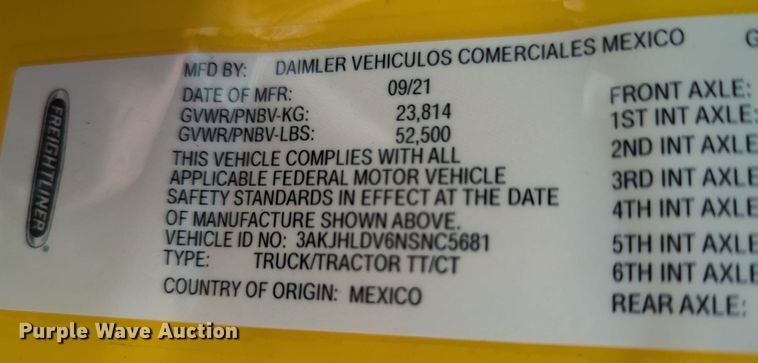 MFD BY: DAIMLER VEHICULOS COMERCIALES MEXICO G
DATE OF MFR: 09/21
GVWR/PNBV-KG: 23,814
GVWR/PNBV-LBS: 52,500
THIS VEHICLE COMPLIES WITH ALL
APPLICABLE FEDERAL MOTOR VEHICLE
SAFETY STANDARDS IN EFFECT AT THE DATE
OF MANUFACTURE SHOWN ABOVE.
VEHICLE ID NO: 3AKJHLDV6NSNC5681
TYPE: TRUCK/TRACTOR TT/CT
COUNTRY OF ORIGIN: MEXICO
FRONT AXLE:
1ST INT AXLE:
2ND INT AXLE
3RD INT AXLE
4TH INT AXLE
5TH INT AXLE
6TH INT AXLE
REAR AXLE:
FREIGHTLINER
Purple Wave Auction